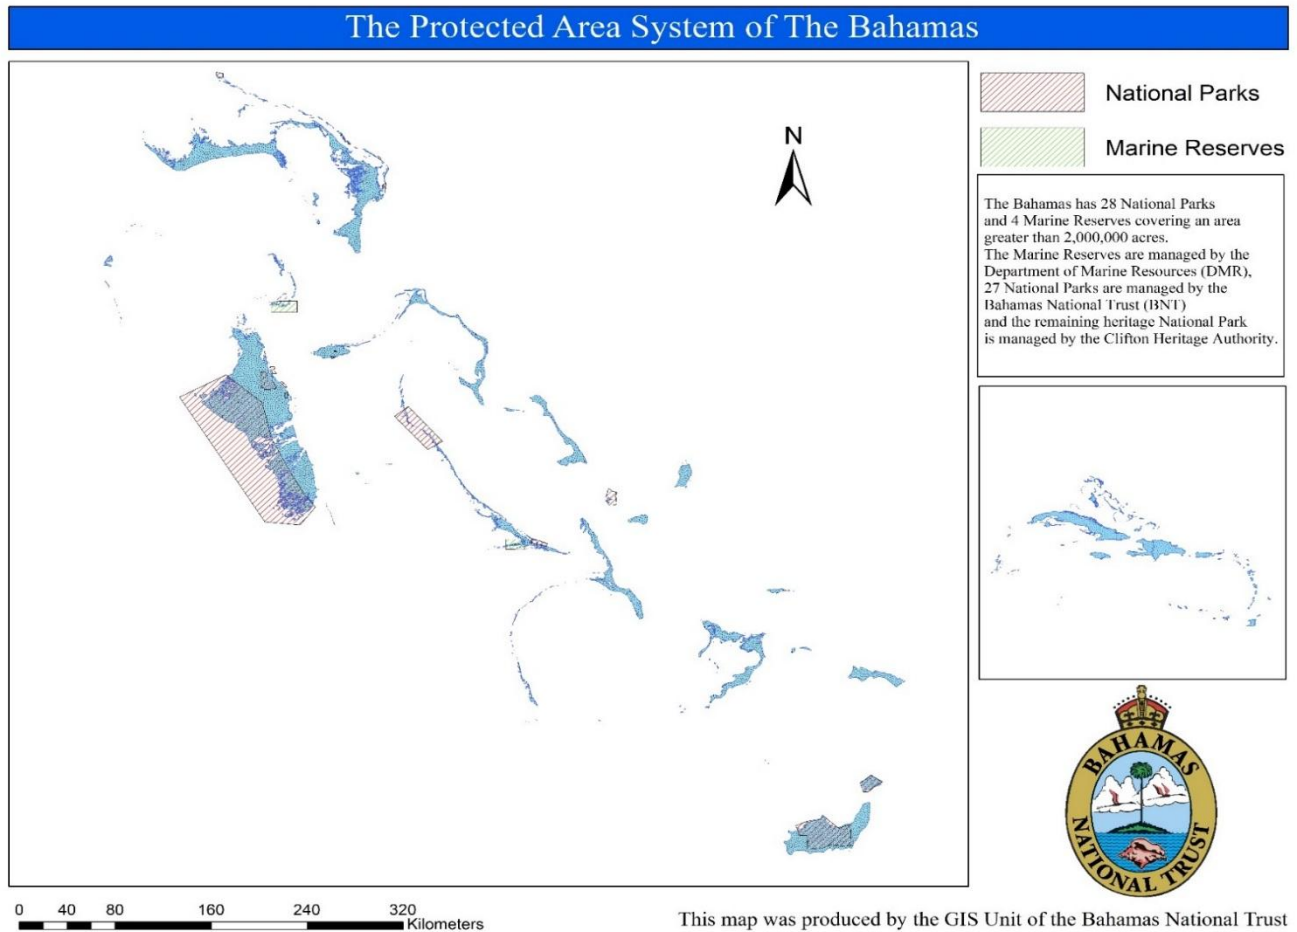 The Protected Area System of The Bahamas
N
National Parks
Marine Reserves
The Bahamas has 28 National Parks
and 4 Marine Reserves covering an area
greater than 2,000,000 acres.
The Marine Reserves are managed by the
Department of Marine Resources (DMR),
27 National Parks are managed by the
Bahamas National Trust (BNT)
and the remaining heritage National Park
is managed by the Clifton Heritage Authority.
BAHAMAS
NATIONAL TRUST
0 40 80 160 240 320
Kilometers
This map was produced by the GIS Unit of the Bahamas National Trust